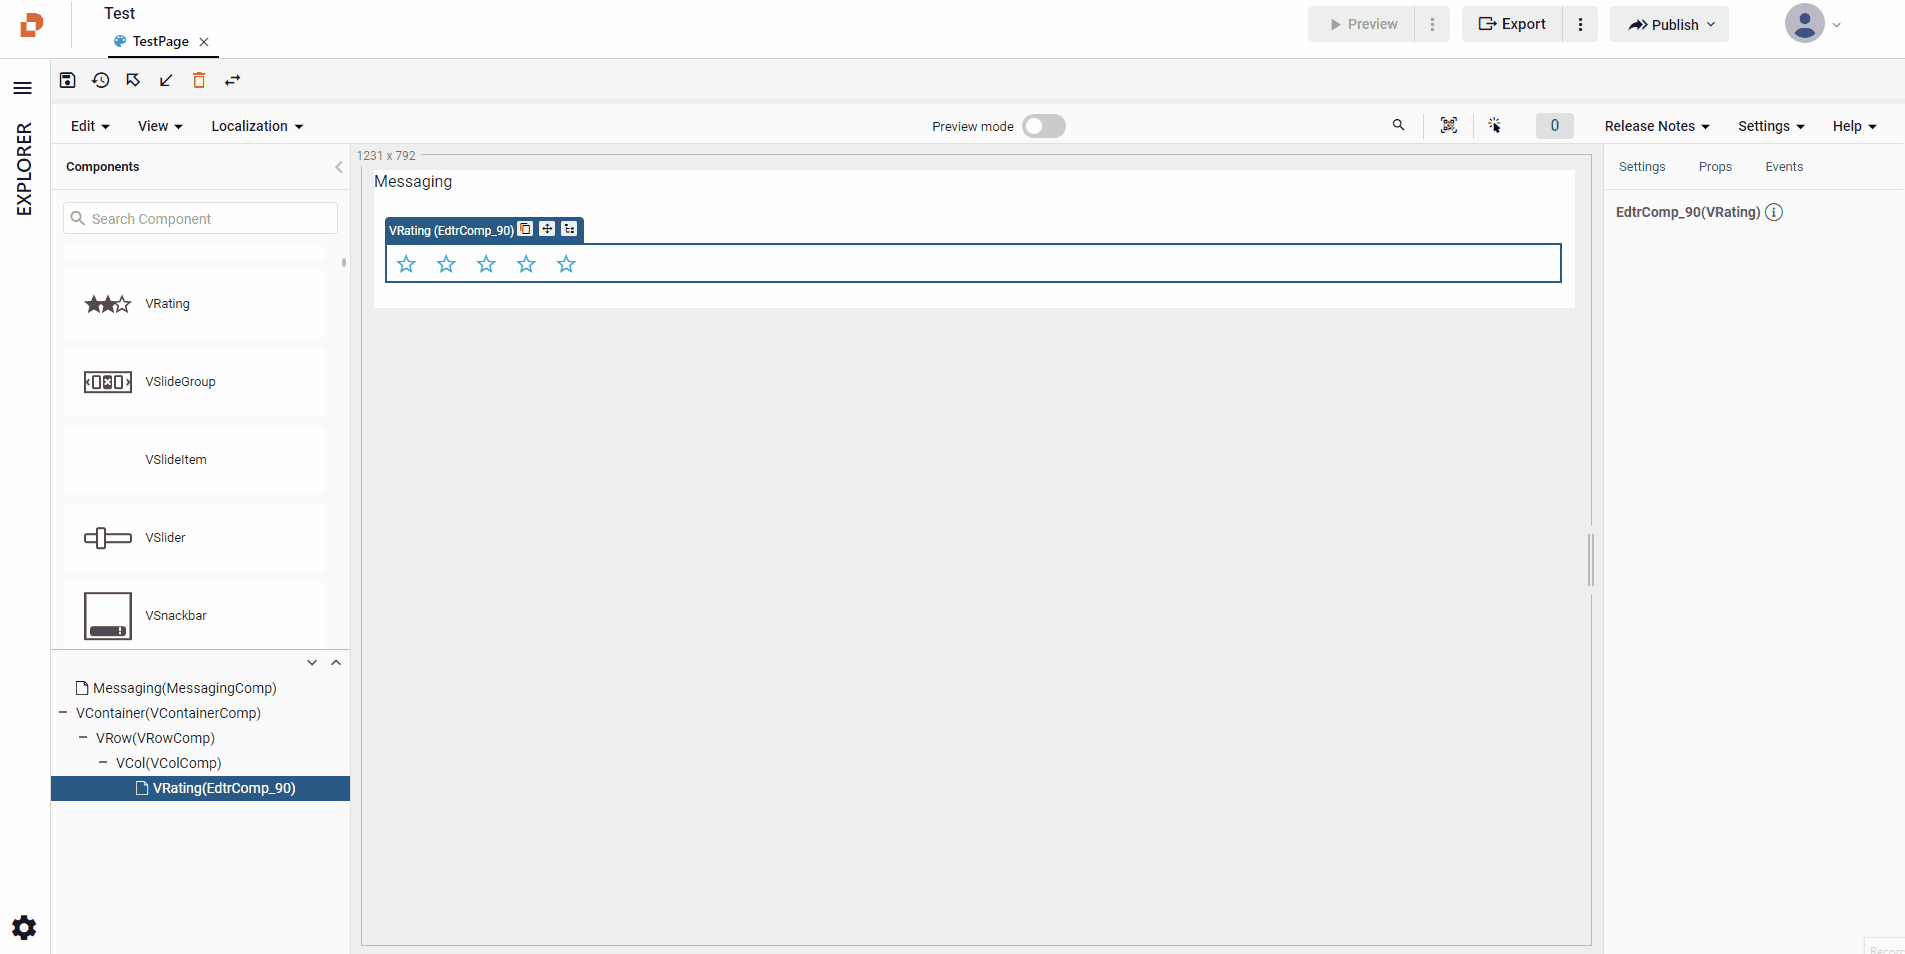 Test
TestPage
Preview
Export
Publish
EXPLORER
Edit
View
Localization
Preview mode
0
Release Notes
Settings
Help
Components
Search Component
VRating
VSlideGroup
VSlideItem
VSlider
VSnackbar
Messaging(MessagingComp)
VContainer(VContainerComp)
VRow(VRowComp)
VCol(VColComp)
VRating(EdtrComp_90)
1231 x 792
Messaging
VRating (EdtrComp_90)
Settings
Props
Events
EdtrComp_90(VRating)